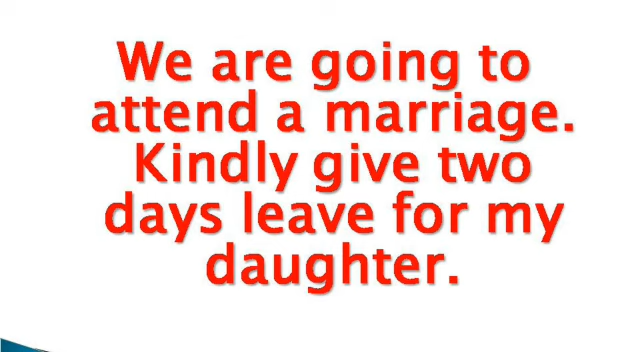 We are going to
attend a marriage.
Kindly give two
days leave for my
daughter.